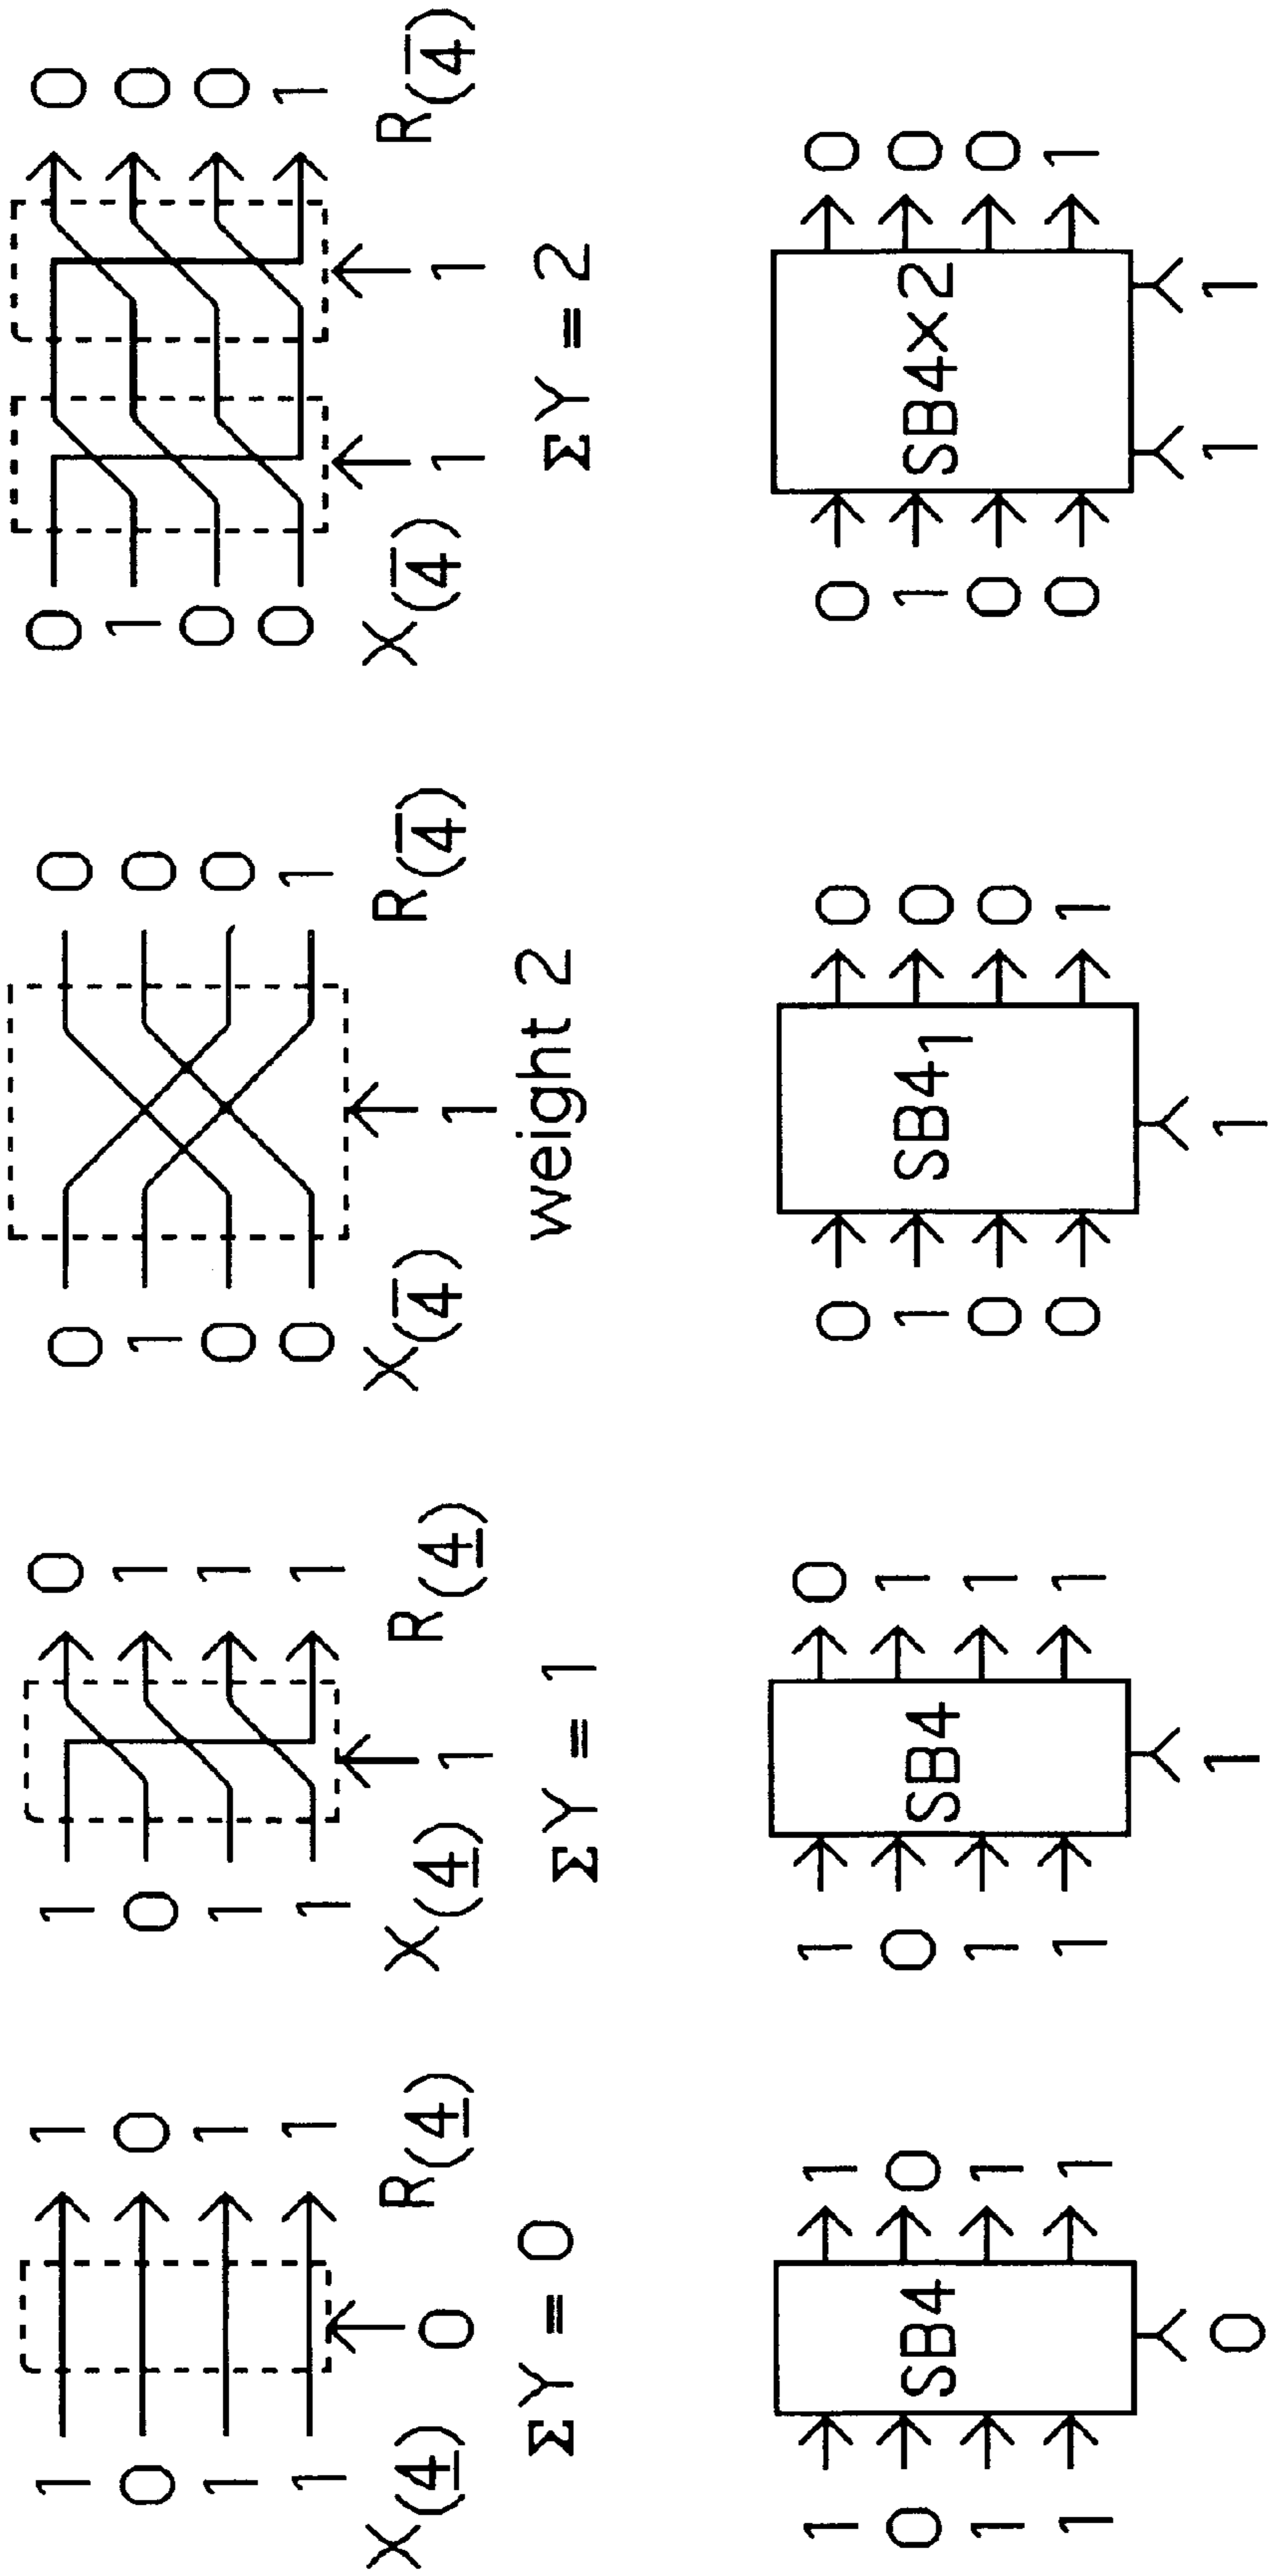 1 1 1 0 0 0 0 0
0 0 0 1 1 0 1 0
1 1 1 1 0 0 0 0
1 1 1 1 0 1 0 1
X(4̲) 0 R(4̲) X(4̲) 1 R(4̲) X(4̅) 1 R(4̅) X(4̅) 1 1 R(4̅)
ΣY = 0 ΣY = 1 weight 2 ΣY = 2
1 1 1 0 0 0 0 0
0 SB4 0 0 SB4 1 1 SB4₁ 0 1 SB4×2 0
1 1 1 1 0 0 0 0
1 1 1 1 0 1 0 1
0 1 1 1 1